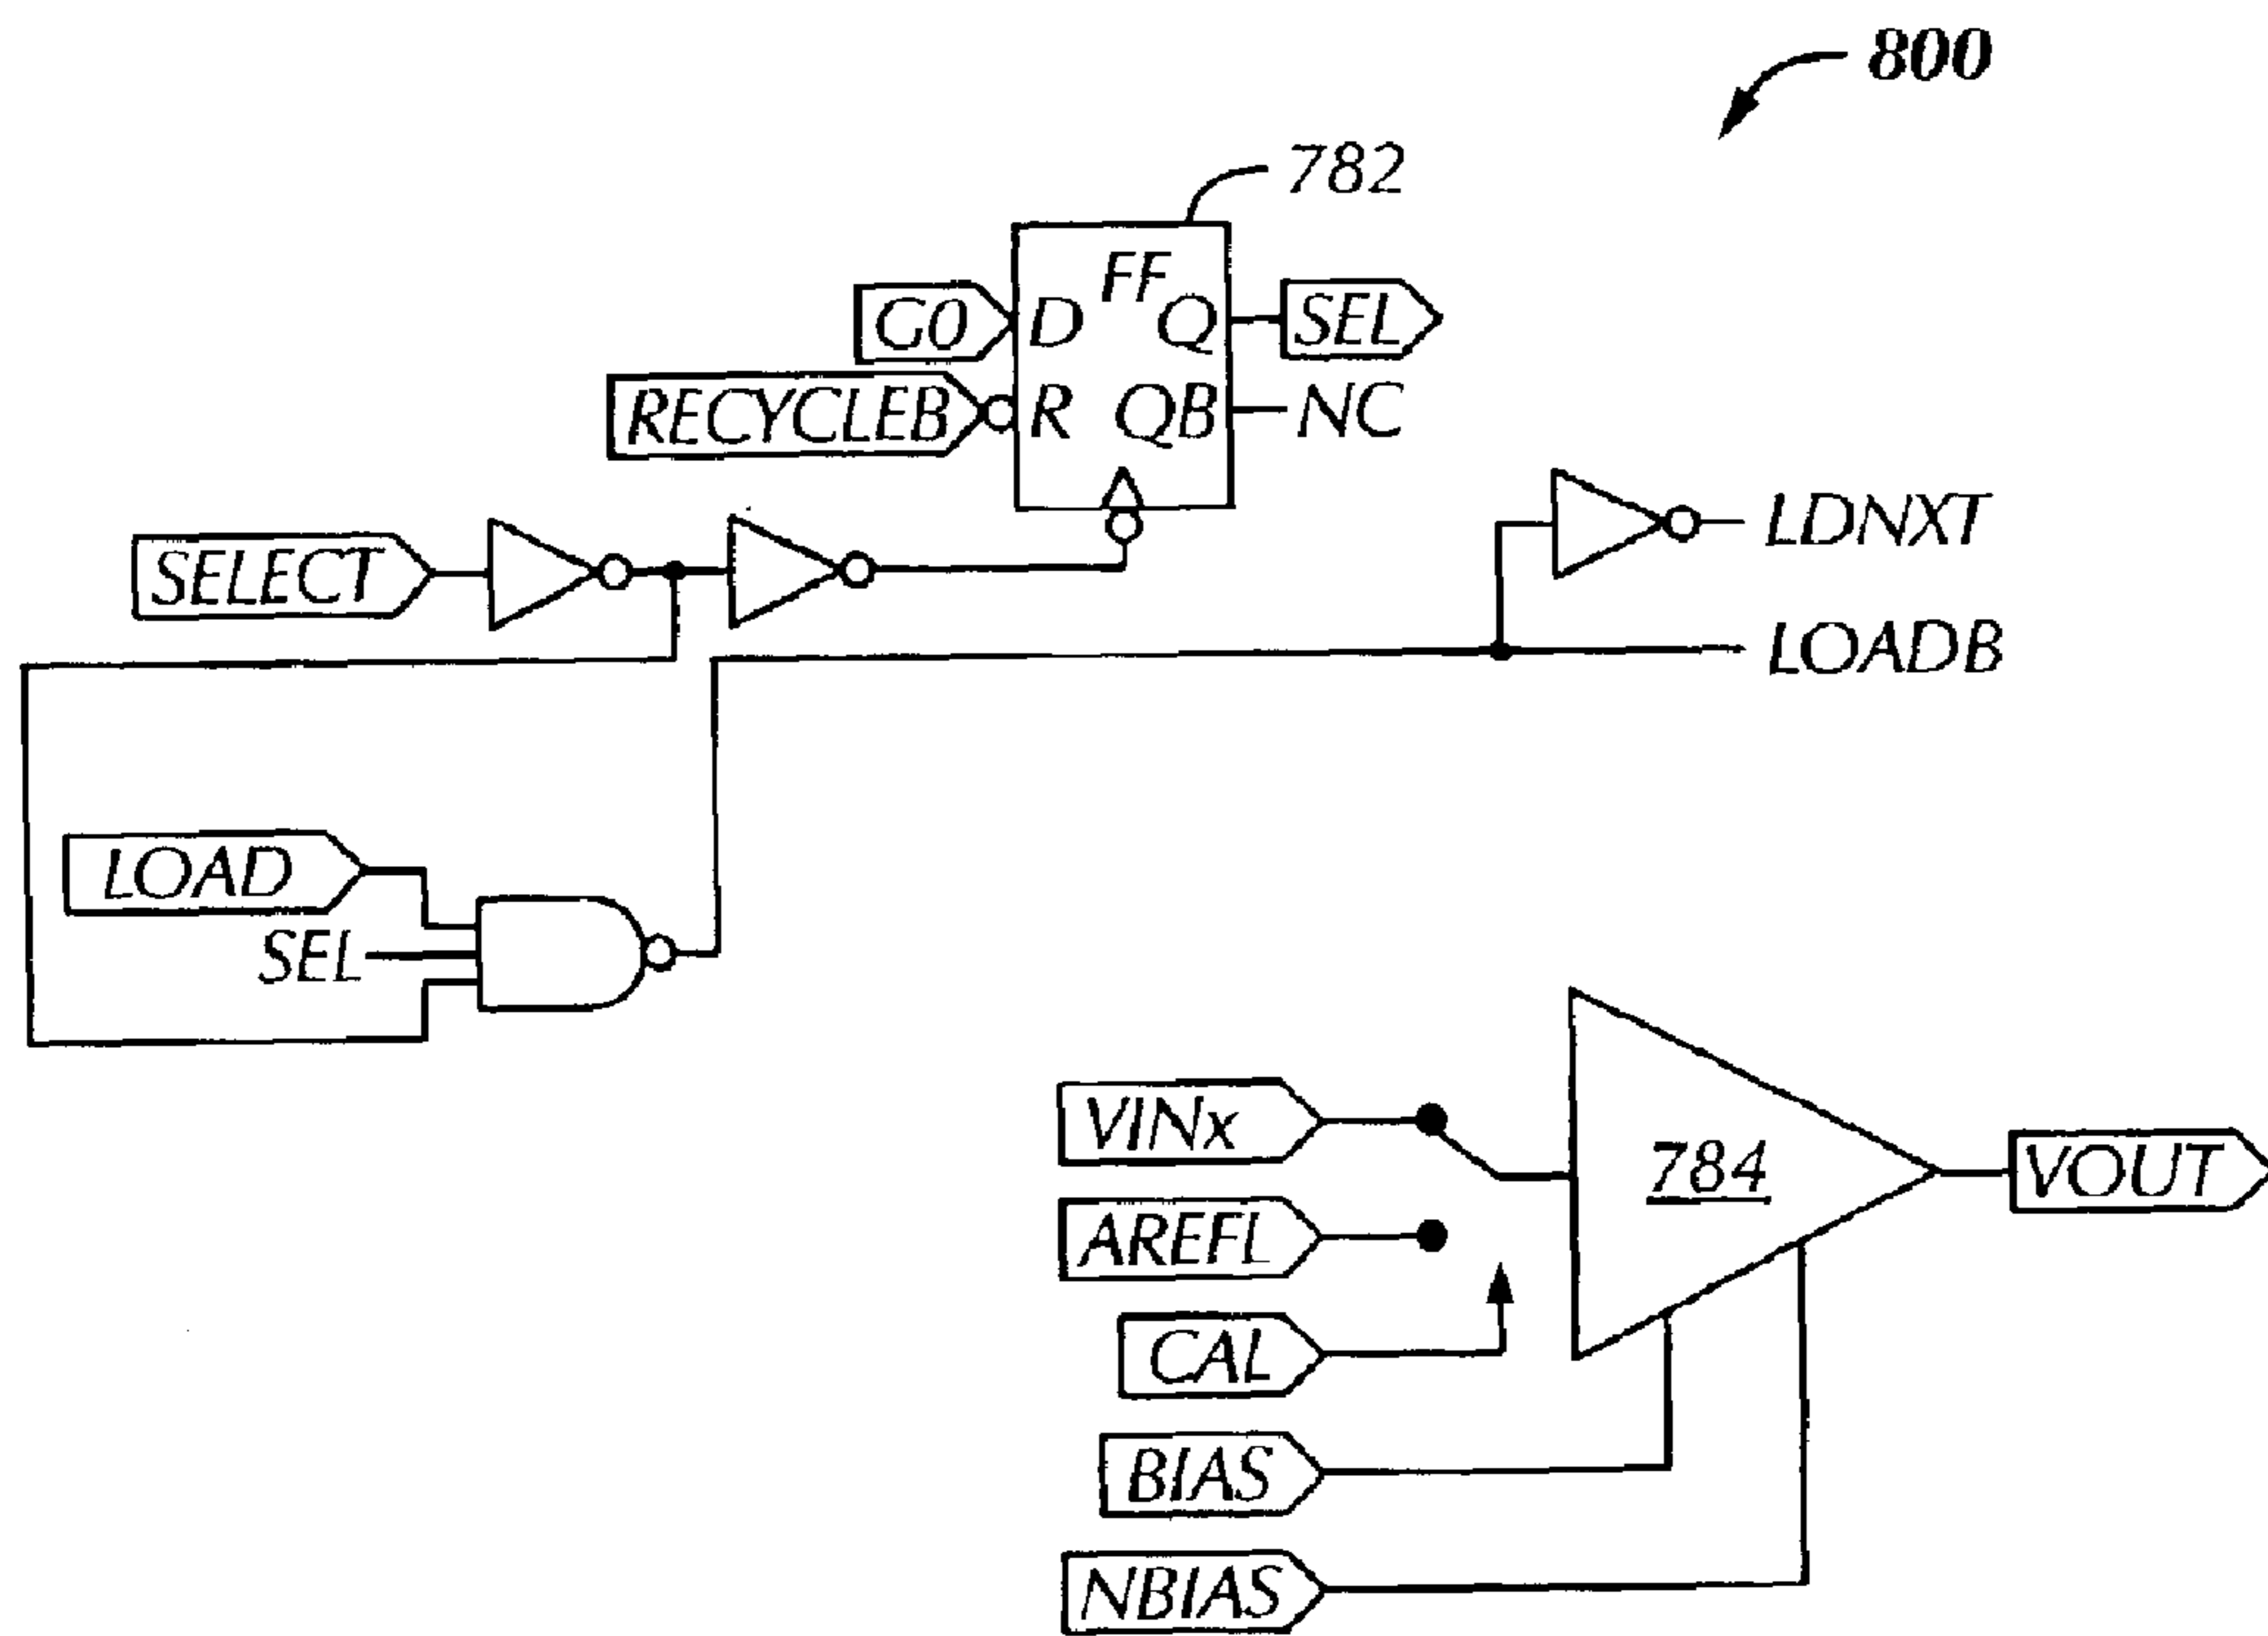 800
782
FF
G0 D Q SEL
RECYCLEB R QB NC
LDNXT
SELECT
LOADB
LOAD
SEL
VINx
784
VOUT
AREFL
CAL
BIAS
NBIAS